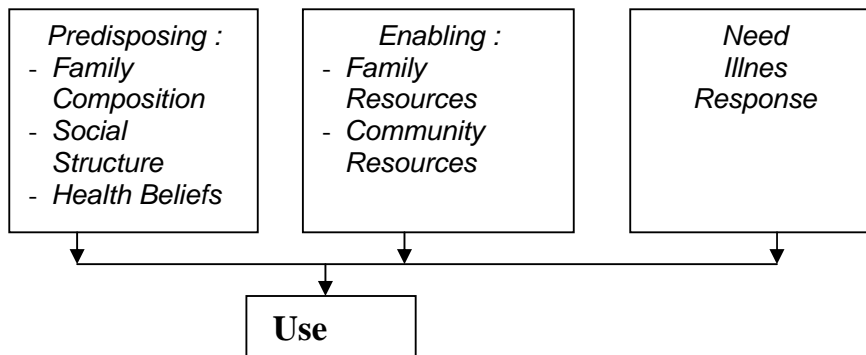 Predisposing :
- Family
Composition
- Social
Structure
- Health Beliefs
Enabling :
- Family
Resources
- Community
Resources
Need
Illnes
Response
Use